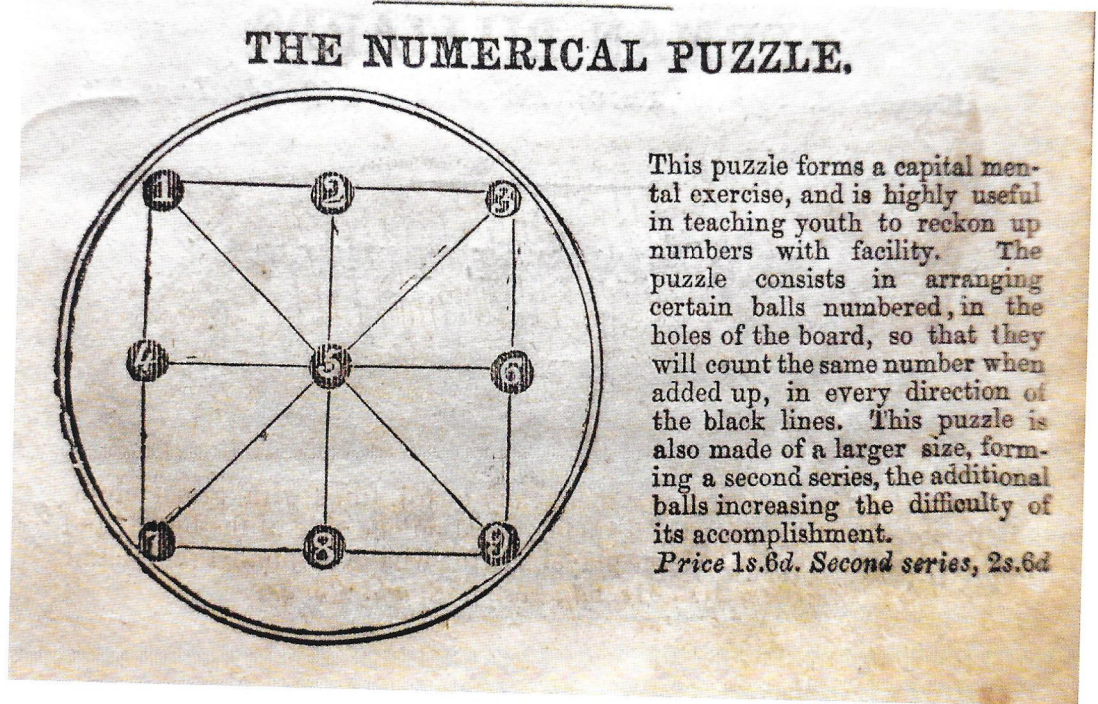 THE NUMERICAL PUZZLE.
1 2 3
4 5 6
7 8 9
This puzzle forms a capital men-
tal exercise, and is highly useful
in teaching youth to reckon up
numbers with facility. The
puzzle consists in arranging
certain balls numbered, in the
holes of the board, so that they
will count the same number when
added up, in every direction of
the black lines. This puzzle is
also made of a larger size, form-
ing a second series, the additional
balls increasing the difficulty of
its accomplishment.
Price 1s.6d. Second series, 2s.6d